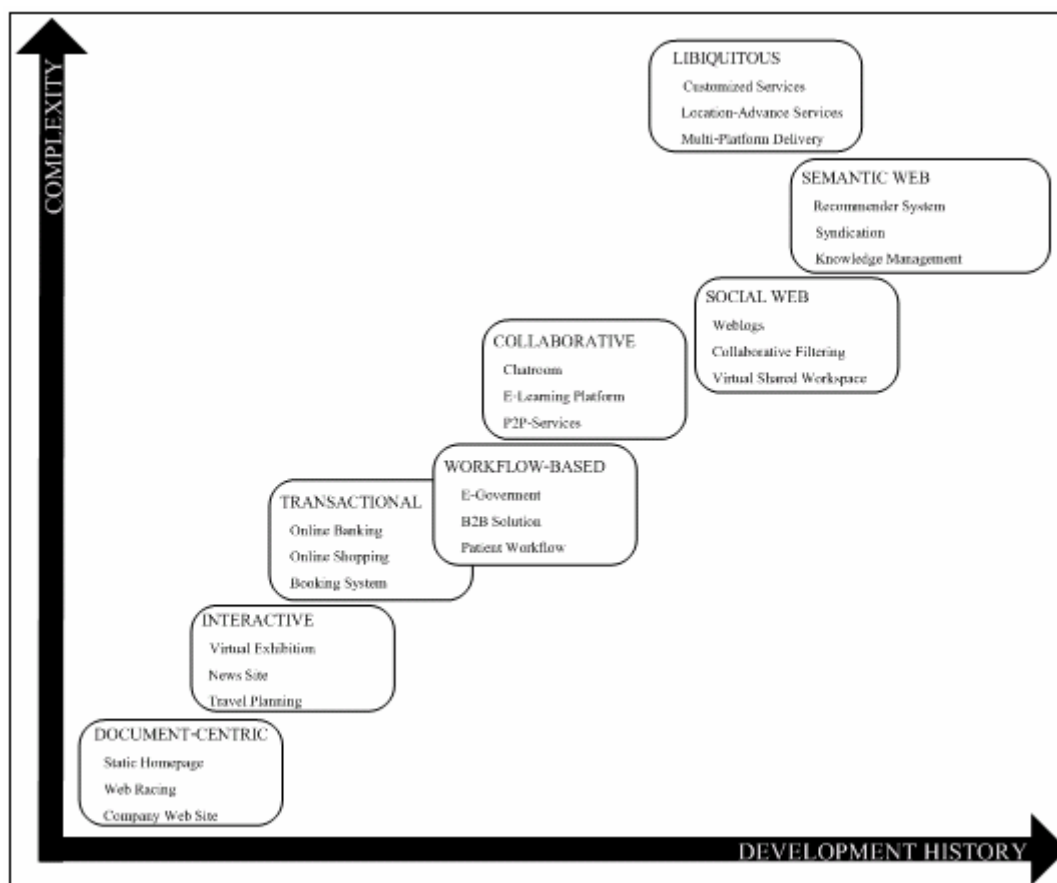 COMPLEXITY
LIBIQUITOUS
Customized Services
Location-Advance Services
Multi-Platform Delivery
SEMANTIC WEB
Recommender System
Syndication
Knowledge Management
SOCIAL WEB
Weblogs
Collaborative Filtering
Virtual Shared Workspace
COLLABORATIVE
Chatroom
E-Learning Platform
P2P-Services
WORKFLOW-BASED
E-Goverment
B2B Solution
Patient Workflow
TRANSACTIONAL
Online Banking
Online Shopping
Booking System
INTERACTIVE
Virtual Exhibition
News Site
Travel Planning
DOCUMENT-CENTRIC
Static Homepage
Web Racing
Company Web Site
DEVELOPMENT HISTORY